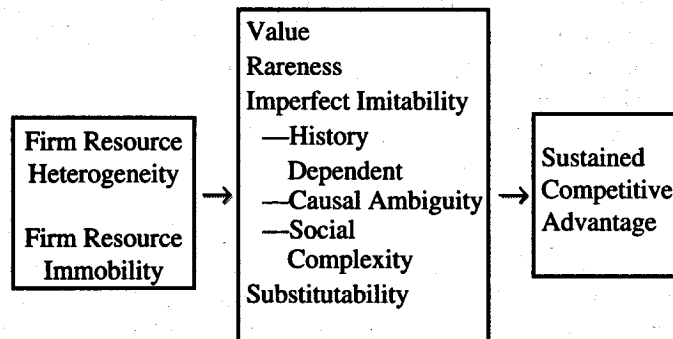 Firm Resource
Heterogeneity
Firm Resource
Immobility
Value
Rareness
Imperfect Imitability
—History
Dependent
—Causal Ambiguity
—Social
Complexity
Substitutability
Sustained
Competitive
Advantage